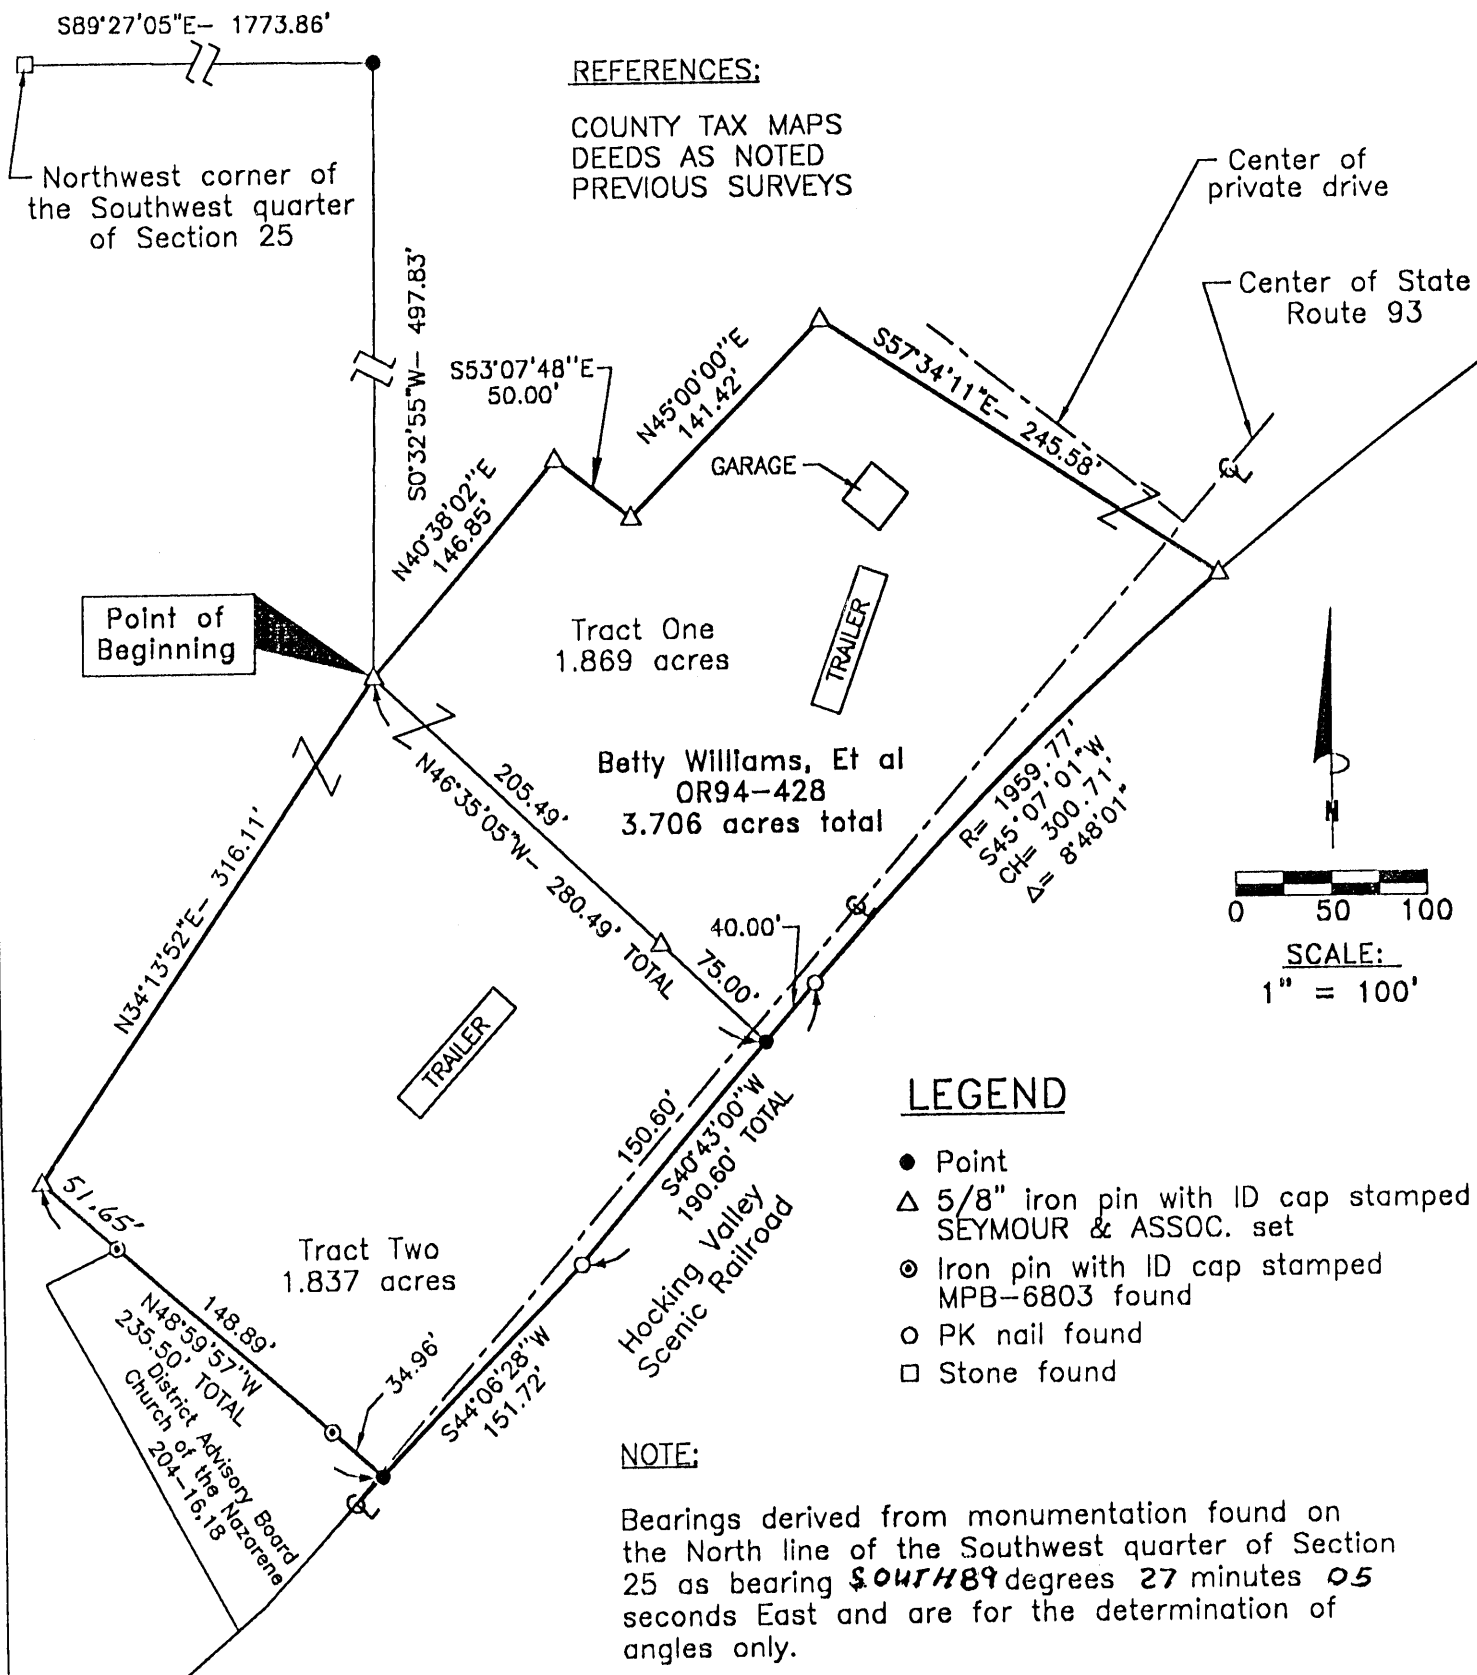 S89°27'05"E- 1773.86'
REFERENCES:
COUNTY TAX MAPS
DEEDS AS NOTED
PREVIOUS SURVEYS
Northwest corner of
the Southwest quarter
of Section 25
Center of
private drive
Center of State
Route 93
S0°32'55"W- 497.83'
S53°07'48"E
50.00'
N45°00'00"E
141.42'
S57°34'11"E- 245.58'
GARAGE
N40°38'02"E
146.85'
Point of
Beginning
Tract One
1.869 acres
TRAILER
Betty Williams, Et al
OR94-428
3.706 acres total
205.49'
N46°35'05"W- 280.49' TOTAL
75.00'
40.00'
R= 1959.77'
S45°07'01"W
CH= 300.71'
Δ= 8°48'01"
N
0 50 100
SCALE:
1" = 100'
N34°13'52"E- 316.11'
TRAILER
150.60'
S40°43'00"W
190.60' TOTAL
Hocking Valley
Scenic Railroad
51.65'
Tract Two
1.837 acres
148.89'
N48°59'57"W
235.50' TOTAL
District Advisory Board
Church of the Nazorene
204-16,18
34.96'
S44°06'28"W
151.72'
LEGEND
Point
5/8" iron pin with ID cap stamped
SEYMOUR & ASSOC. set
Iron pin with ID cap stamped
MPB-6803 found
PK nail found
Stone found
NOTE:
Bearings derived from monumentation found on
the North line of the Southwest quarter of Section
25 as bearing SOUTH 89 degrees 27 minutes 05
seconds East and are for the determination of
angles only.